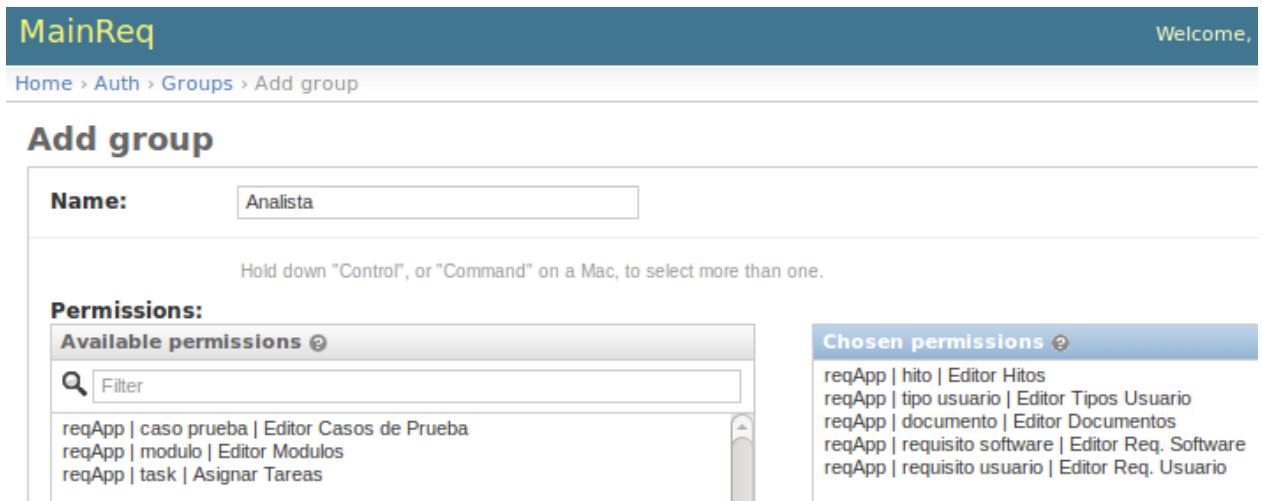 MainReq
Welcome,
Home › Auth › Groups › Add group
Add group
Name:
Analista
Hold down "Control", or "Command" on a Mac, to select more than one.
Permissions:
Available permissions
Filter
reqApp | caso prueba | Editor Casos de Prueba
reqApp | modulo | Editor Modulos
reqApp | task | Asignar Tareas
Chosen permissions
reqApp | hito | Editor Hitos
reqApp | tipo usuario | Editor Tipos Usuario
reqApp | documento | Editor Documentos
reqApp | requisito software | Editor Req. Software
reqApp | requisito usuario | Editor Req. Usuario